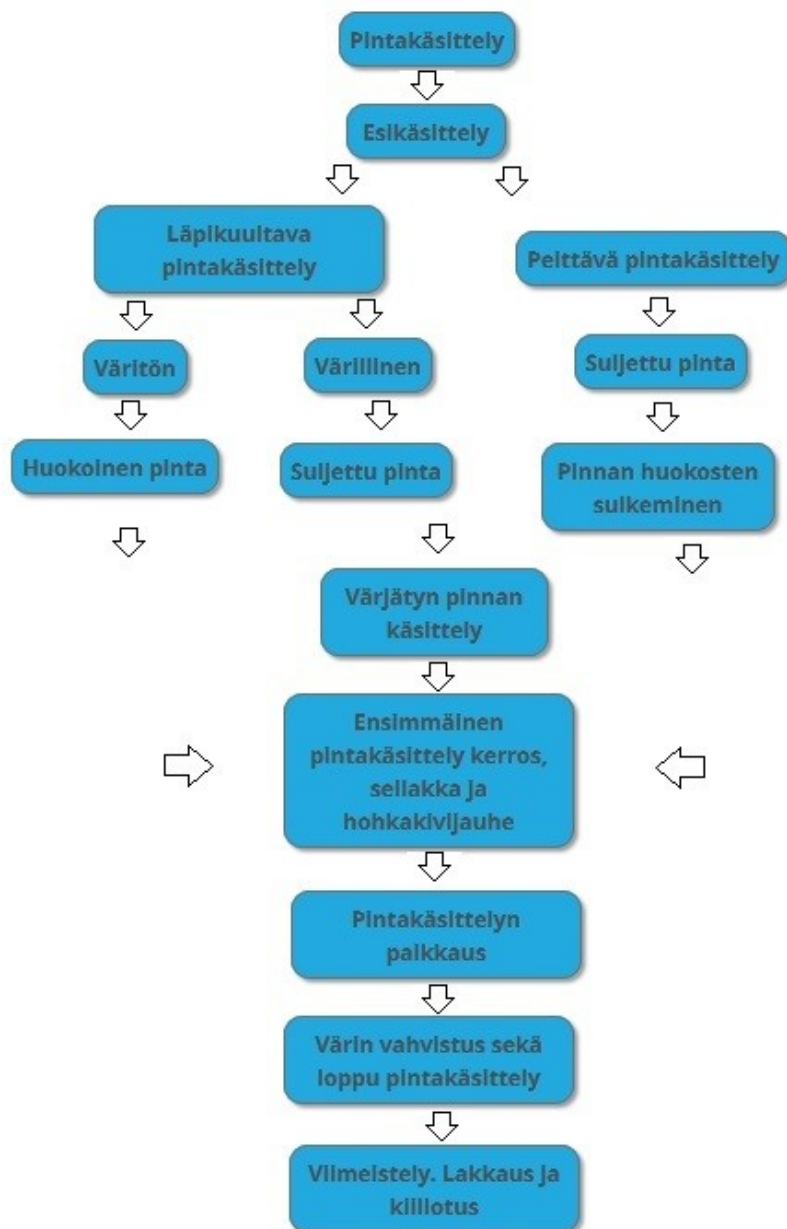 Pintakäsittely
Esikäsittely
Läpikuultava
pintakäsittely
Peittävä pintakäsittely
Väritön
Värillinen
Suljettu pinta
Huokoinen pinta
Suljettu pinta
Pinnan huokosten
sulkeminen
Värjätyn pinnan
käsittely
Ensimmäinen
pintakäsittely kerros,
sellakka ja
hohkakivijauhe
Pintakäsittelyn
paikkaus
Värin vahvistus sekä
loppu pintakäsittely
Viimeistely. Lakkaus ja
kiillotus